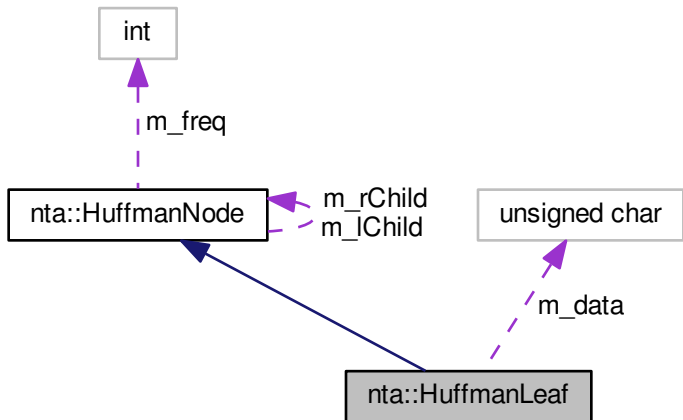 int
m_freq
nta::HuffmanNode
m_rChild
m_lChild
unsigned char
m_data
nta::HuffmanLeaf